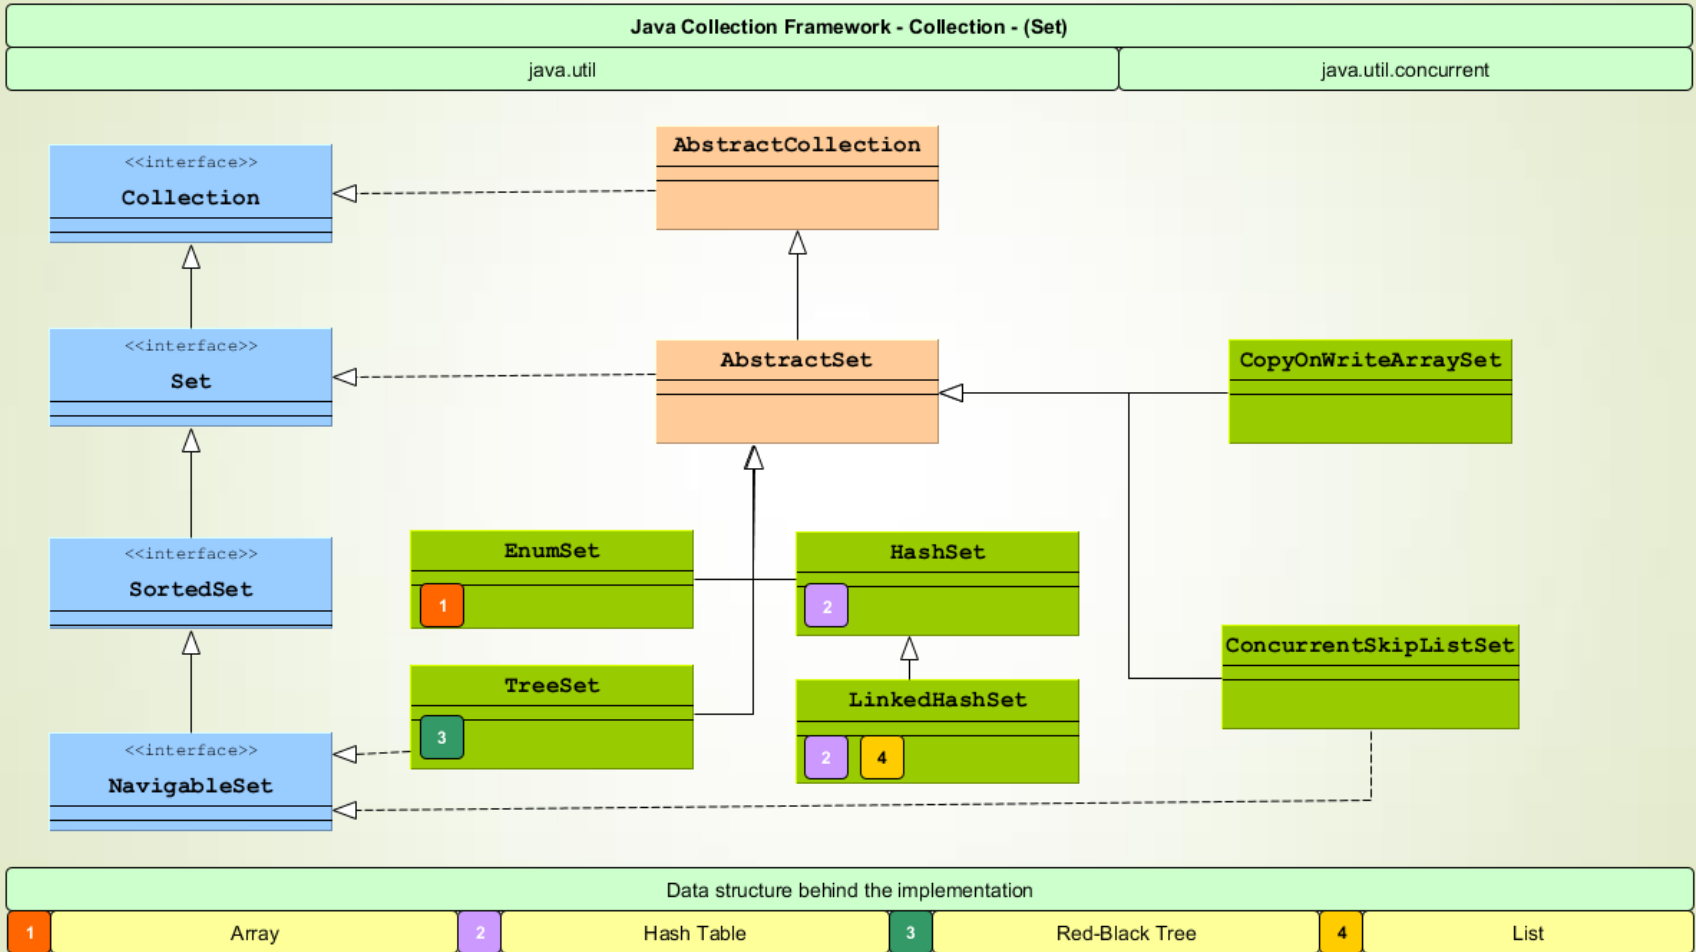 Java Collection Framework - Collection - (Set)
java.util
java.util.concurrent
<<interface>>
Collection
AbstractCollection
<<interface>>
Set
AbstractSet
CopyOnWriteArraySet
<<interface>>
SortedSet
EnumSet
1
HashSet
2
<<interface>>
NavigableSet
TreeSet
3
LinkedHashSet
2 4
ConcurrentSkipListSet
Data structure behind the implementation
1 Array 2 Hash Table 3 Red-Black Tree 4 List